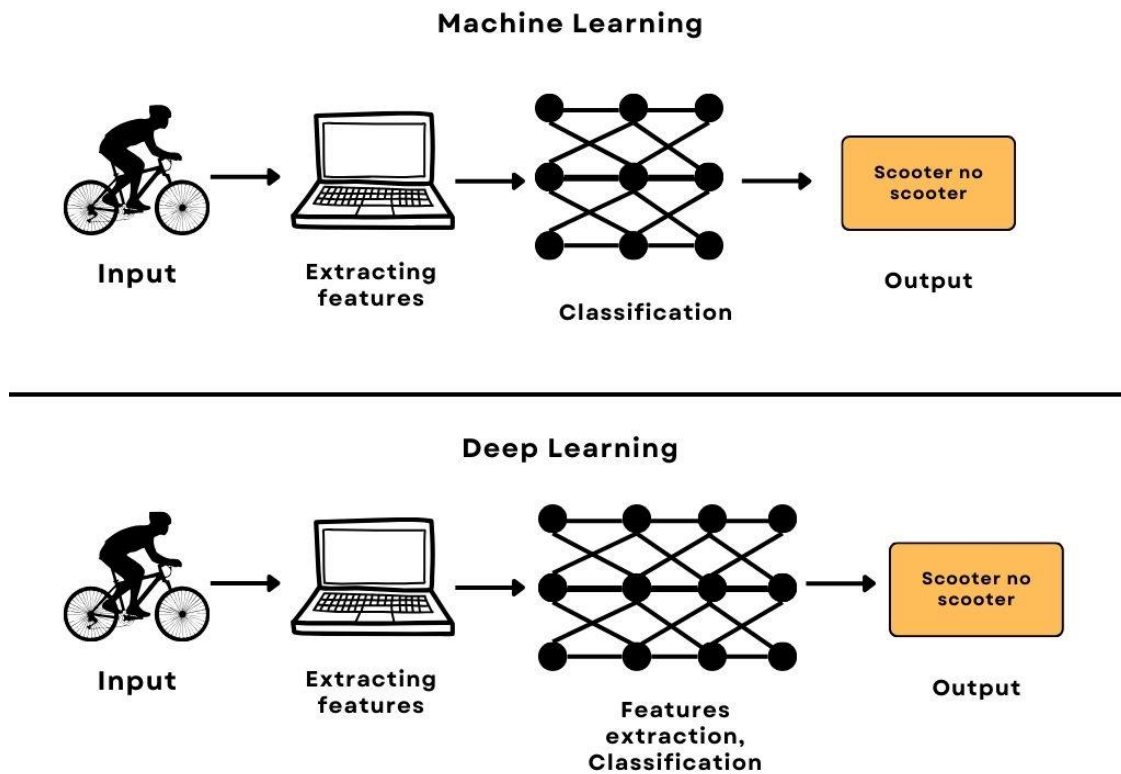 Machine Learning
Scooter no
scooter
Input
Extracting
features
Classification
Output
Deep Learning
Scooter no
scooter
Input
Extracting
features
Features
extraction,
Classification
Output